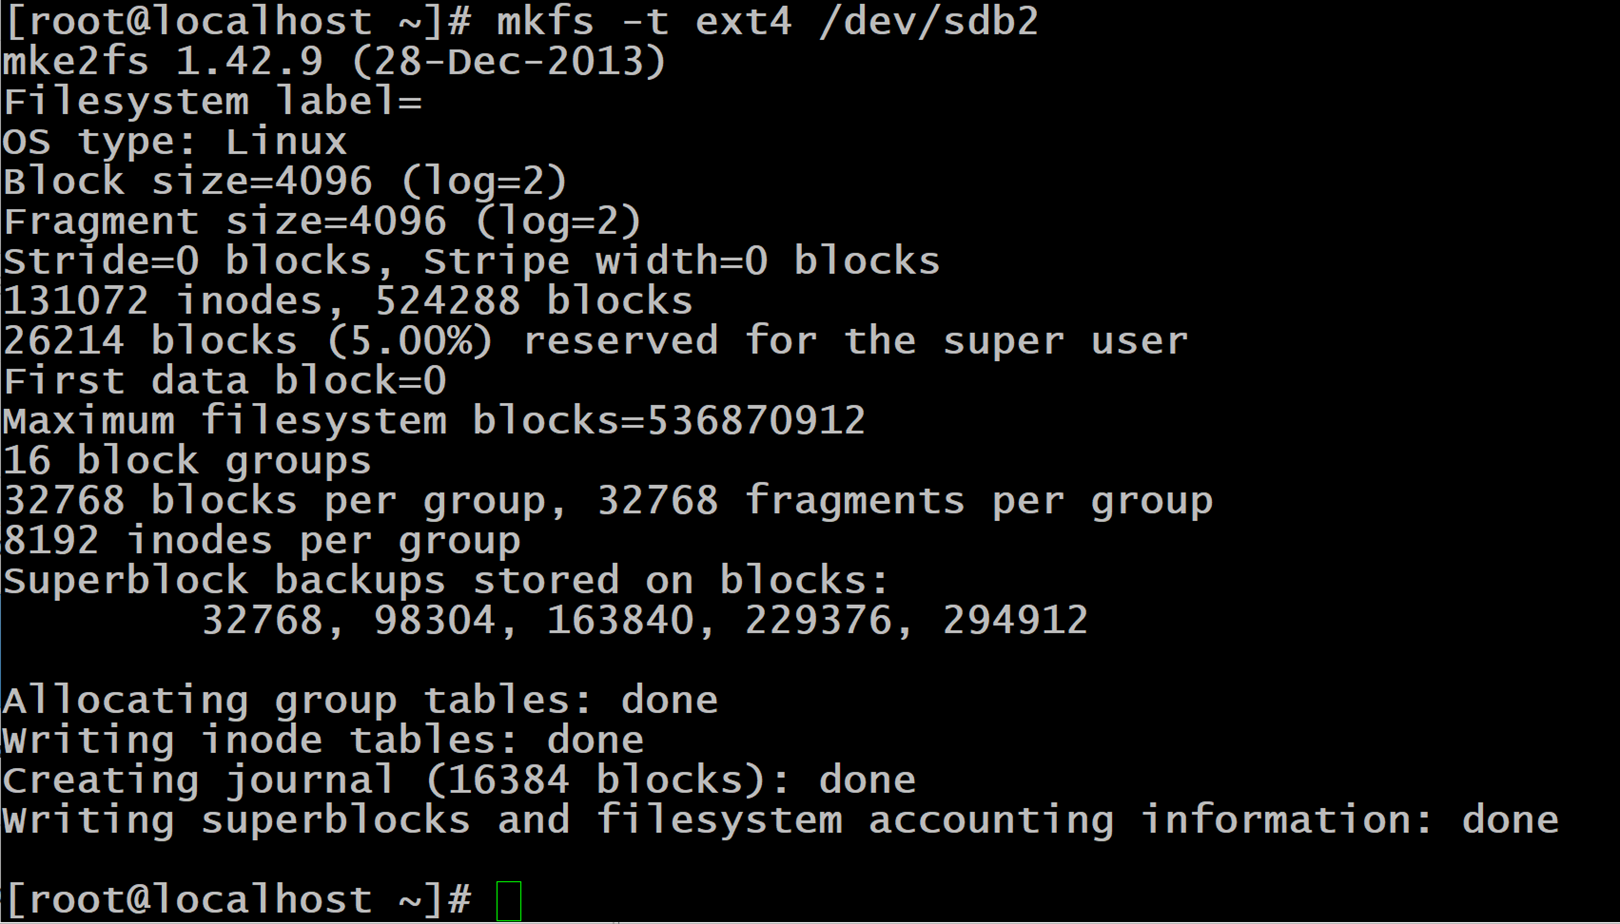 [root@localhost ~]# mkfs -t ext4 /dev/sdb2
mke2fs 1.42.9 (28-Dec-2013)
Filesystem label=
OS type: Linux
Block size=4096 (log=2)
Fragment size=4096 (log=2)
Stride=0 blocks, Stripe width=0 blocks
131072 inodes, 524288 blocks
26214 blocks (5.00%) reserved for the super user
First data block=0
Maximum filesystem blocks=536870912
16 block groups
32768 blocks per group, 32768 fragments per group
8192 inodes per group
Superblock backups stored on blocks:
32768, 98304, 163840, 229376, 294912
Allocating group tables: done
Writing inode tables: done
Creating journal (16384 blocks): done
Writing superblocks and filesystem accounting information: done
[root@localhost ~]#